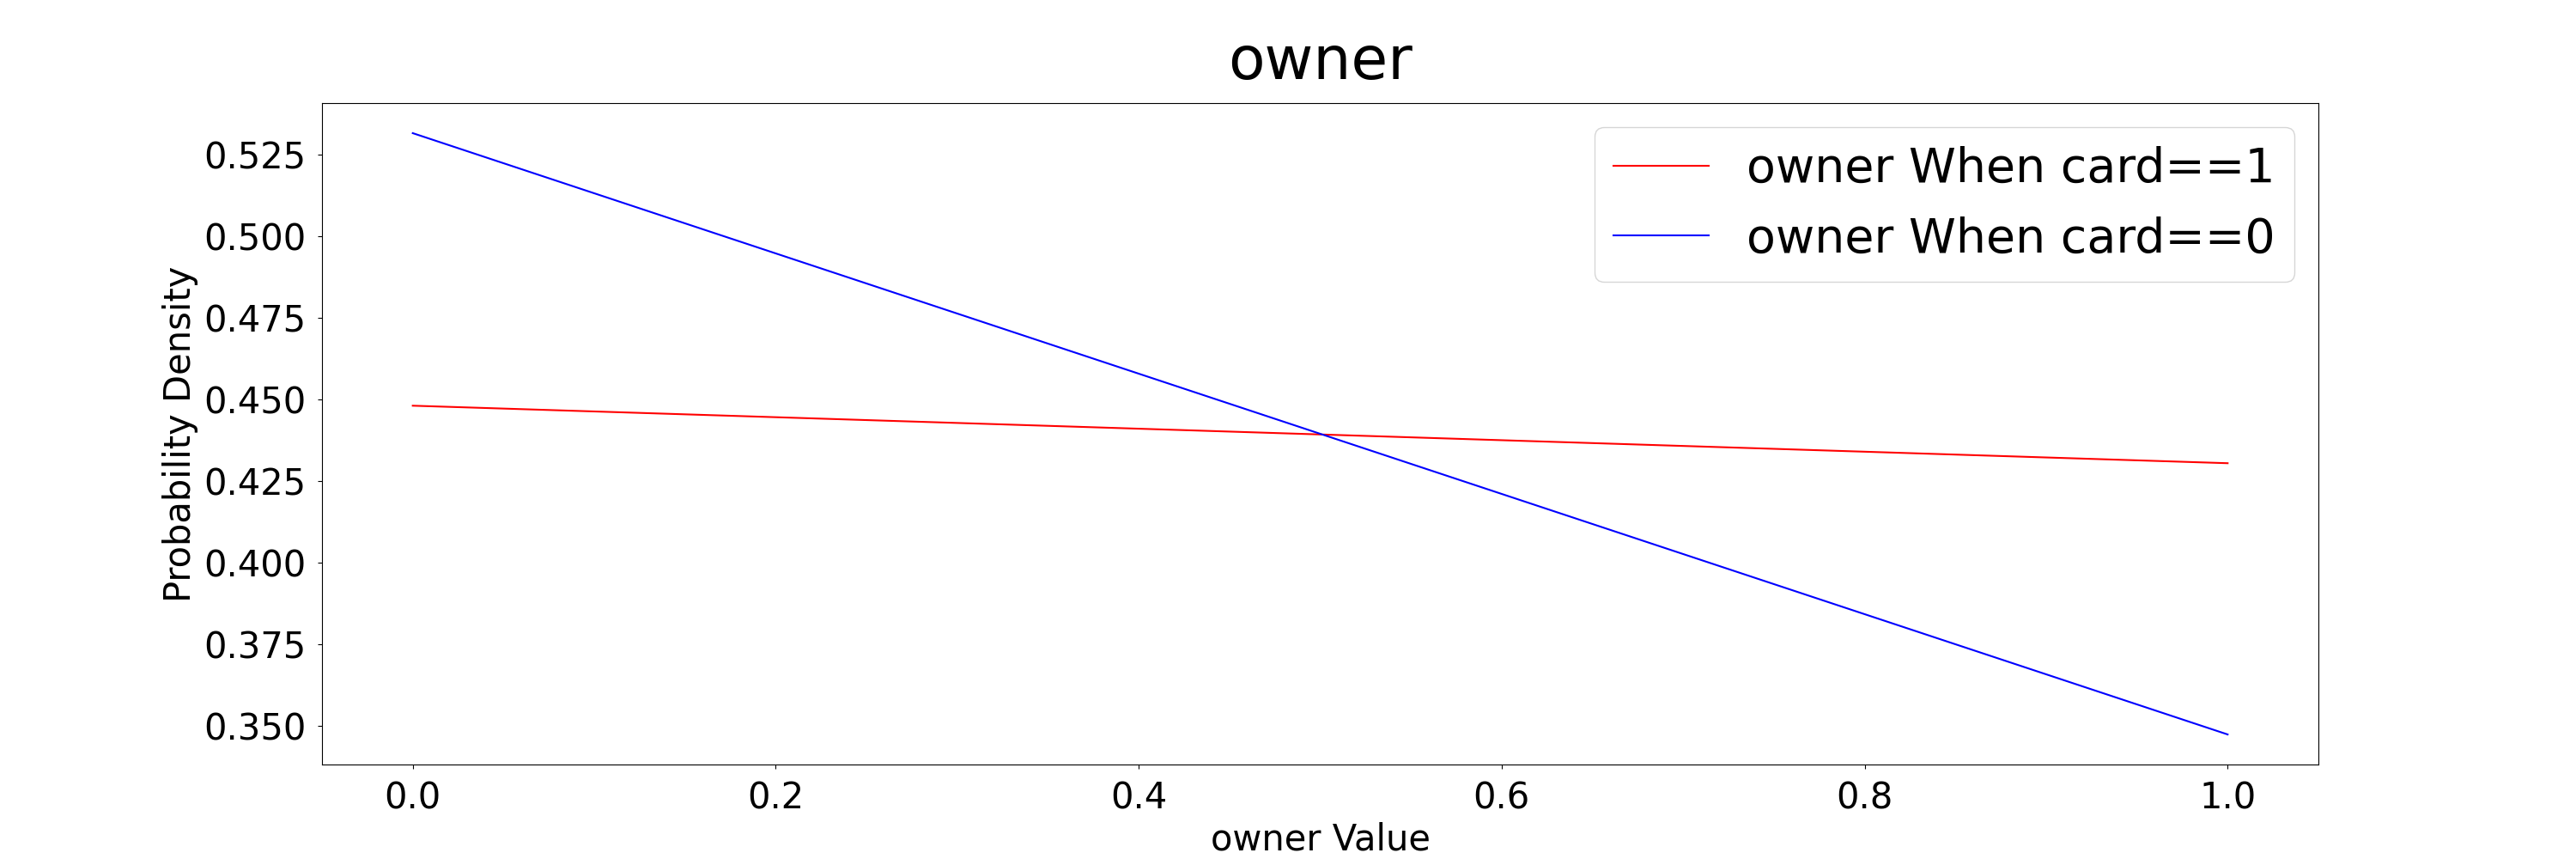 owner
owner When card==1
owner When card==0
Probability Density
0.525
0.500
0.475
0.450
0.425
0.400
0.375
0.350
0.0 0.2 0.4 0.6 0.8 1.0
owner Value